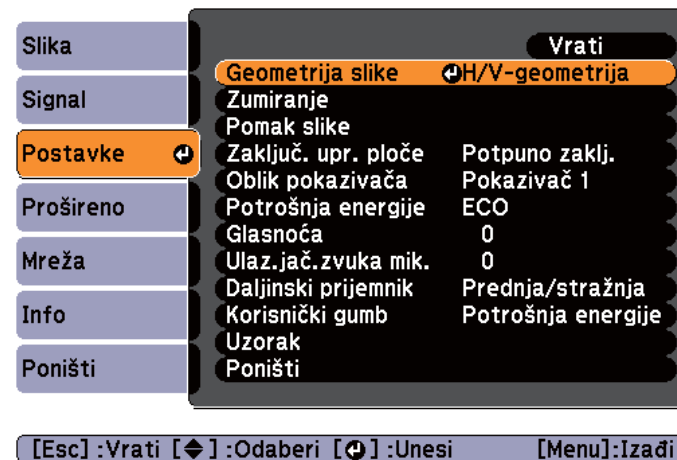 Slika
Signal
Postavke
Prošireno
Mreža
Info
Poništi
Vrati
Geometrija slike H/V-geometrija
Zumiranje
Pomak slike
Zaključ. upr. ploče Potpuno zaklj.
Oblik pokazivača Pokazivač 1
Potrošnja energije ECO
Glasnoća 0
Ulaz.jač.zvuka mik. 0
Daljinski prijemnik Prednja/stražnja
Korisnički gumb Potrošnja energije
Uzorak
Poništi
[Esc] :Vrati [◆] :Odaberi [↵] :Unesi [Menu]:Izađi